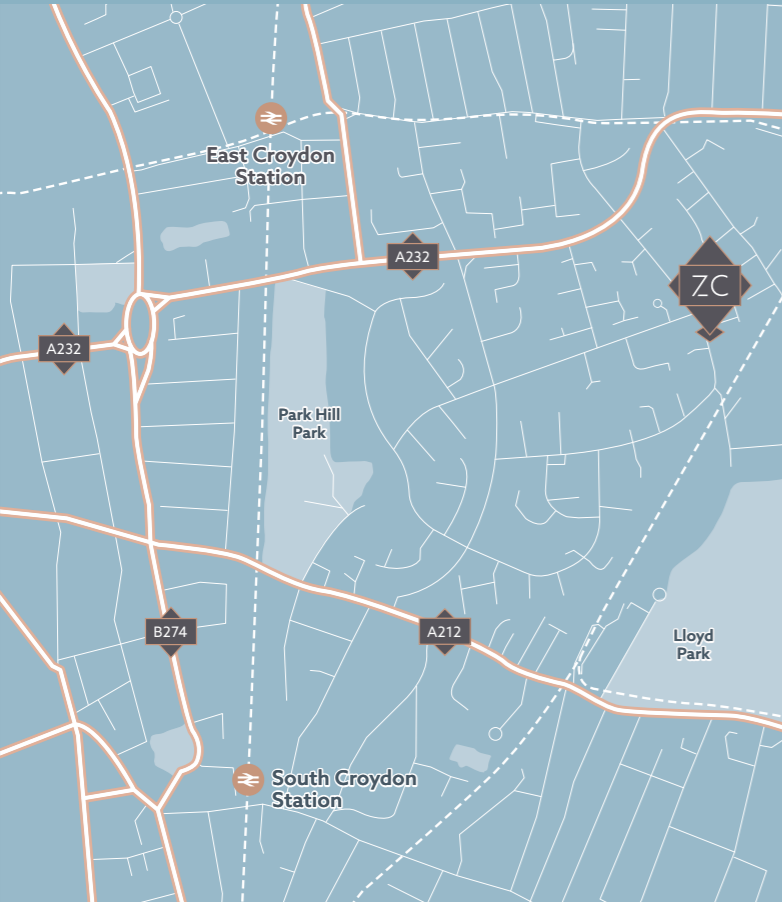 East Croydon
Station
A232
ZC
A232
Park Hill
Park
B274
A212
Lloyd
Park
South Croydon
Station